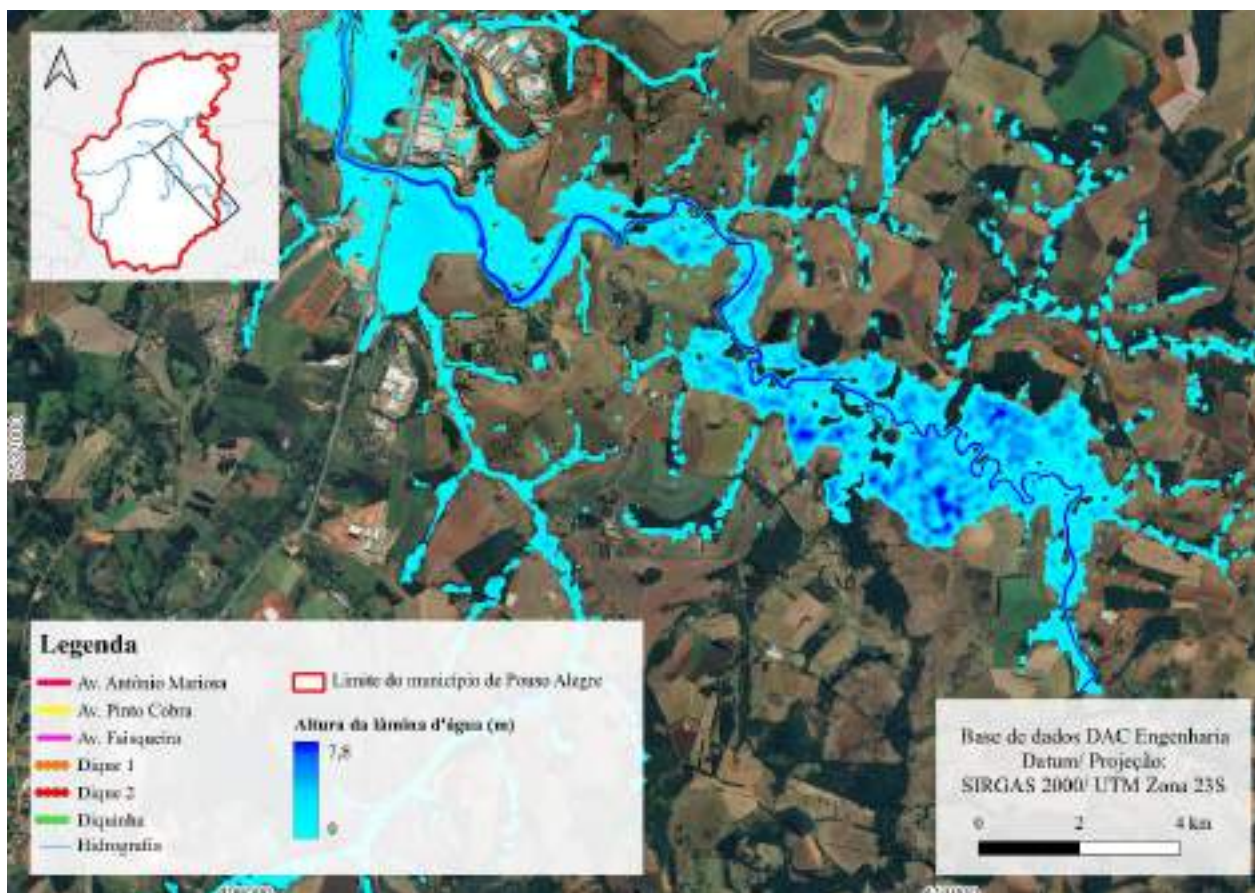 Legenda
Av. Antônio Mariosa
Av. Pinto Cobra
Av. Faisqueira
Dique 1
Dique 2
Diquinha
Hidrografia
Limite do município de Pouso Alegre
Altura da lâmina d'água (m)
7,8
0
Base de dados DAC Engenharia
Datum/ Projeção:
SIRGAS 2000/ UTM Zona 23S
0 2 4 km